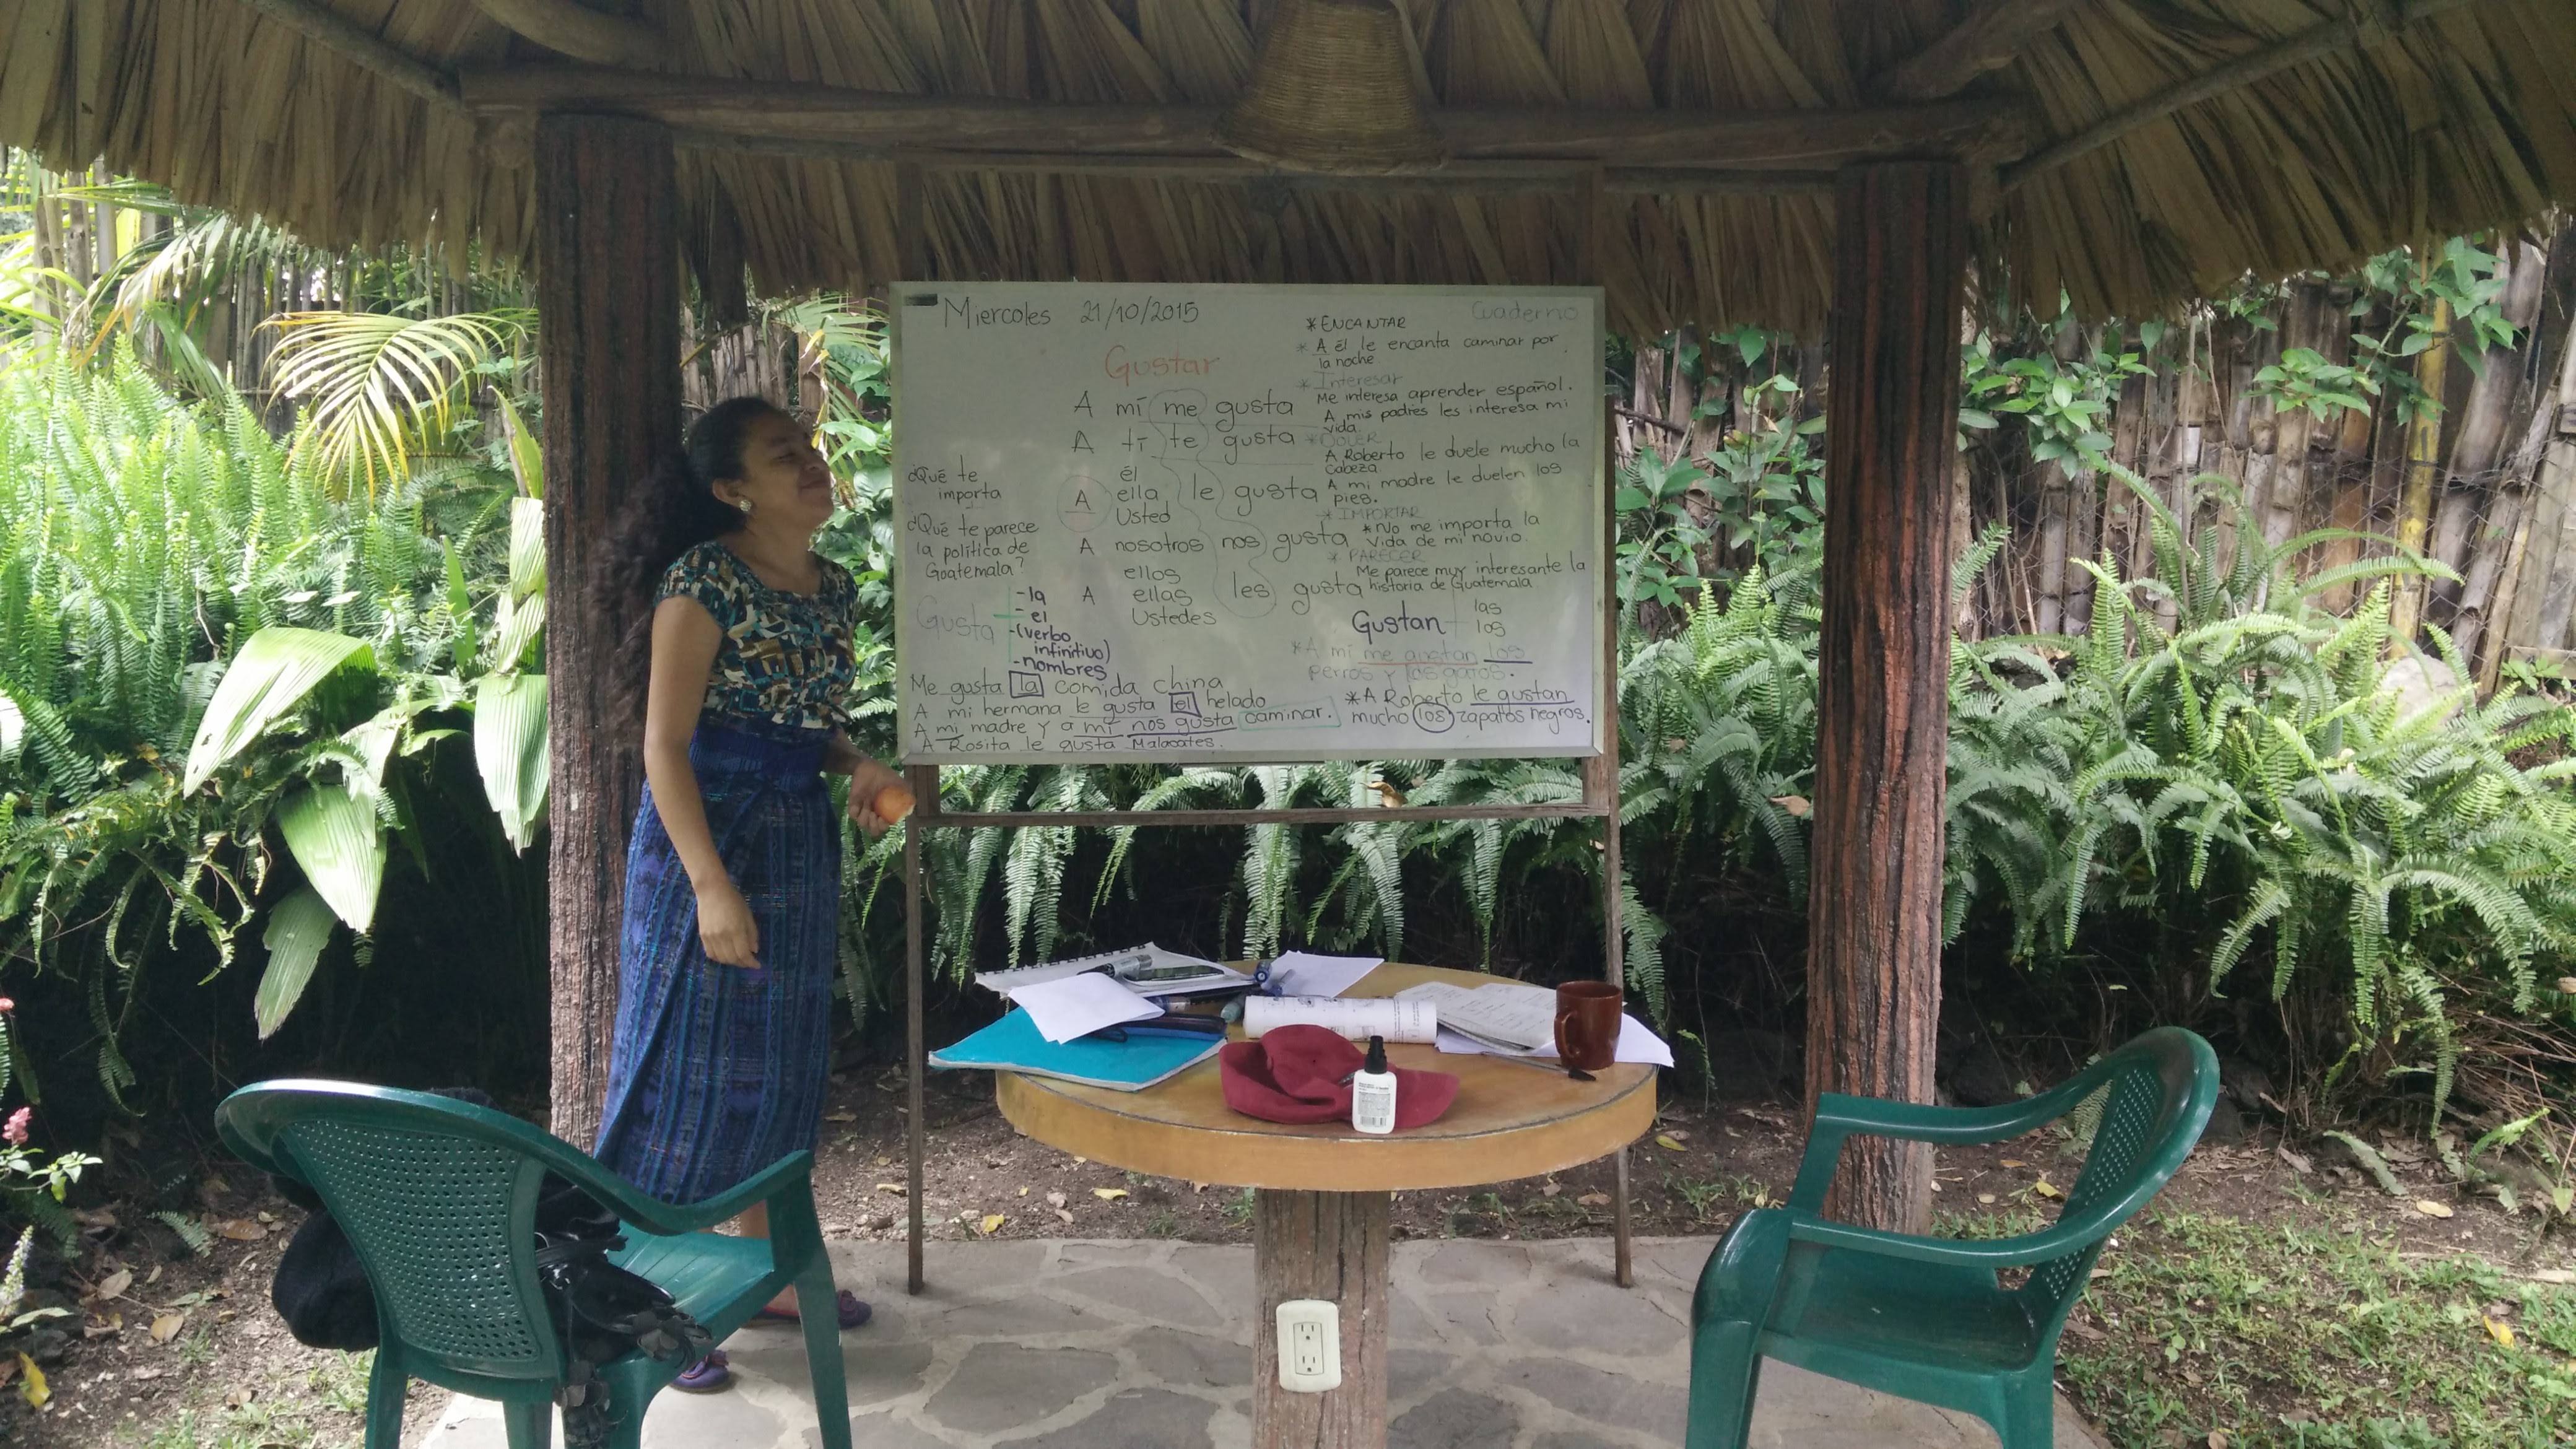 Miercoles 21/10/2015
Cuaderno
Gustar
A mí me gusta
A tí te gusta
él
A ella le gusta
Usted
A nosotros nos gusta
ellos
A ellas les gusta
Ustedes
¿Qué te
importa
¿Qué te parece
la política de
Goatemala?
Gusta
-la
-el
-(verbo
infinitivo)
-nombres
Me gusta la comida china
A mi hermana le gusta el helado
A mi madre y a mí nos gusta caminar.
A Rosita le gusta Malacates.
*ENCANTAR
* A él le encanta caminar por
la noche.
* Interesar
Me interesa aprender español.
A mis padres les interesa mi
vida.
* DOLER
A Roberto le duele mucho la
Cabeza.
A mi madre le duelen los
pies.
* IMPORTAR
*No me importa la
vida de mi novio.
* PARECER
Me parece muy interesante la
historia de Guatemala
Gustan
las
los
*A mí me gustan los
perros y los gatos.
*A Roberto le gustan
mucho los zapatos negros.